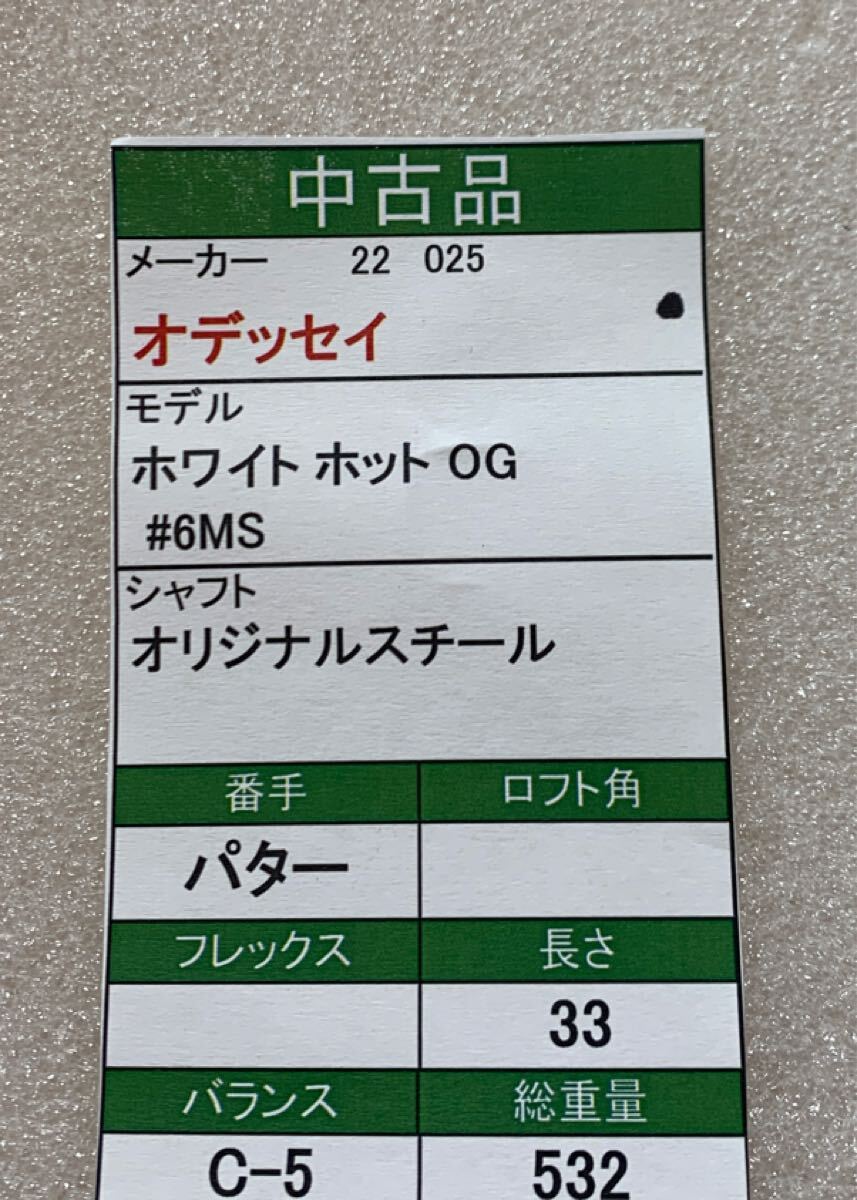 中古品
メーカー 22 025
オデッセイ
モデル
ホワイト ホット OG
#6MS
シャフト
オリジナルスチール
番手 ロフト角
パター
フレックス 長さ
33
バランス 総重量
C-5 532